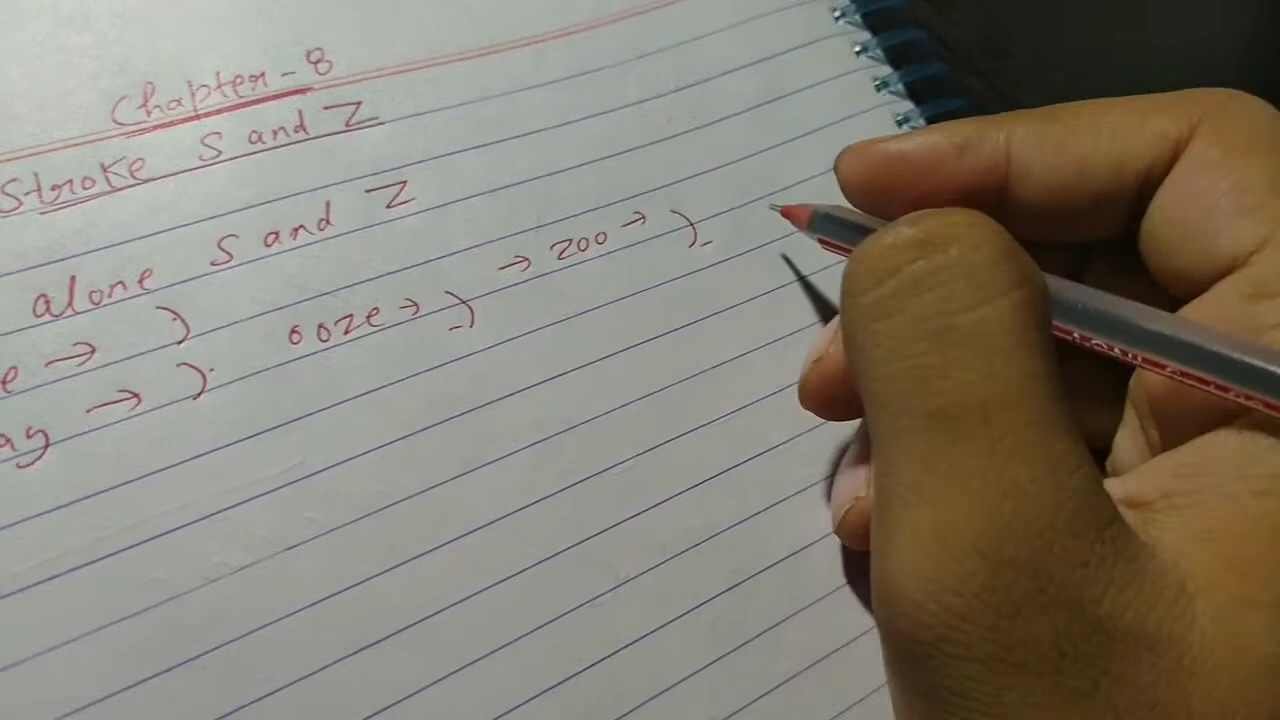 Chapter - 8
Stroke S and Z
alone S and Z
e → ) ooze → ) → zoo → )
ay → )